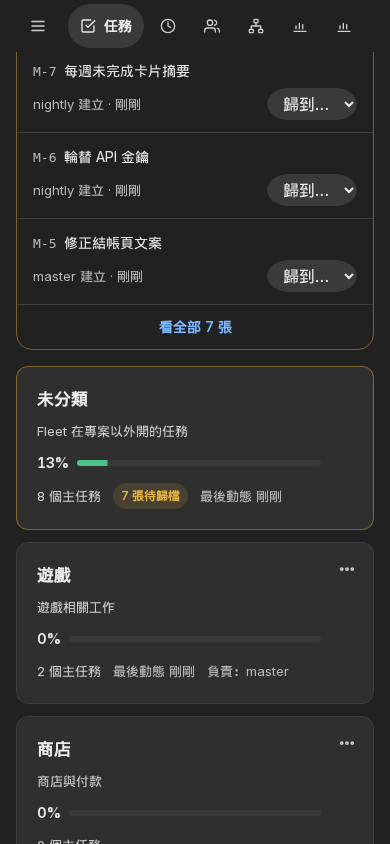 任務
M-7 每週未完成卡片摘要
nightly 建立 · 剛剛
歸到…
M-6 輪替 API 金鑰
nightly 建立 · 剛剛
歸到…
M-5 修正結帳頁文案
master 建立 · 剛剛
歸到…
看全部 7 張
未分類
Fleet 在專案以外開的任務
13%
8 個主任務 7 張待歸檔 最後動態 剛剛
遊戲
遊戲相關工作
0%
2 個主任務 最後動態 剛剛 負責：master
商店
商店與付款
0%